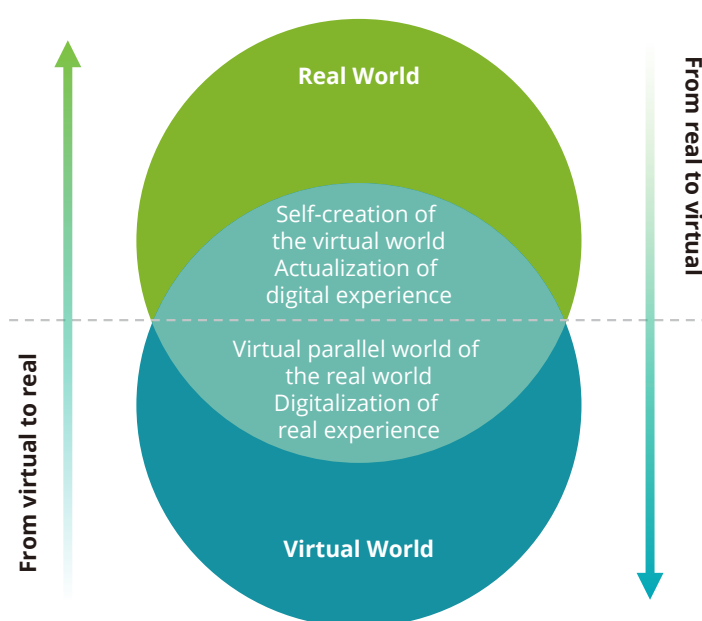 Real World
From real to virtual
Self-creation of
the virtual world
Actualization of
digital experience
Virtual parallel world of
the real world
Digitalization of
real experience
From virtual to real
Virtual World